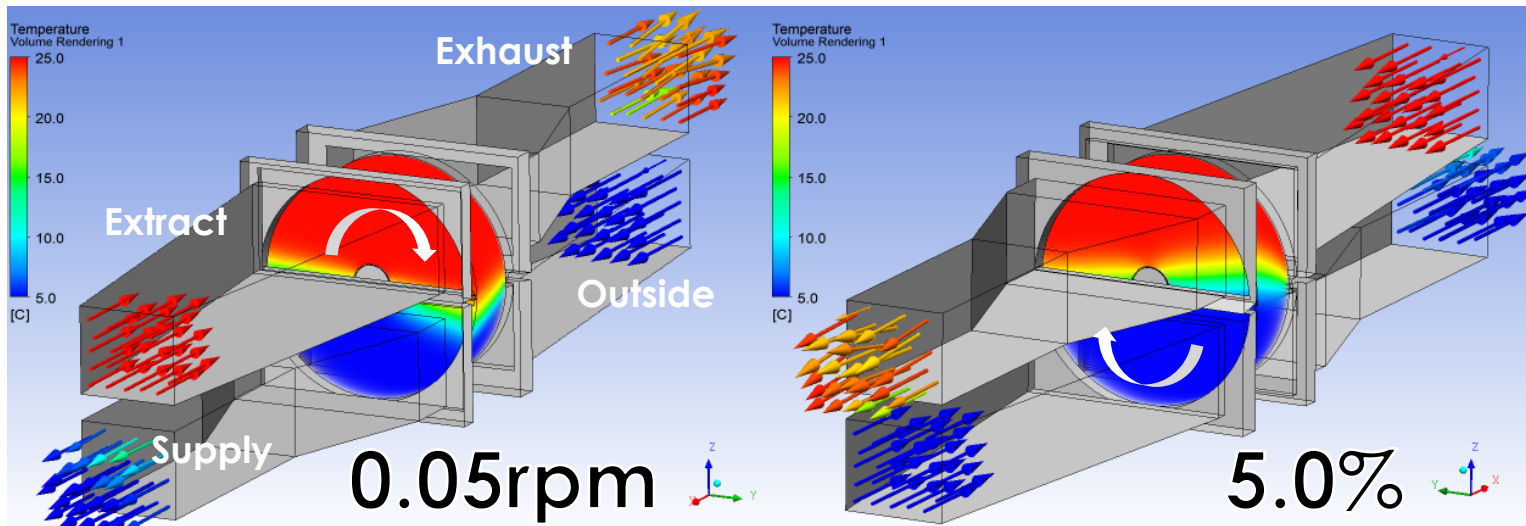 Temperature
Volume Rendering 1
25.0
20.0
15.0
10.0
5.0
[C]
Exhaust
Extract
Outside
Supply
0.05rpm
Z
Y
X
Temperature
Volume Rendering 1
25.0
20.0
15.0
10.0
5.0
[C]
5.0%
Z
Y
X